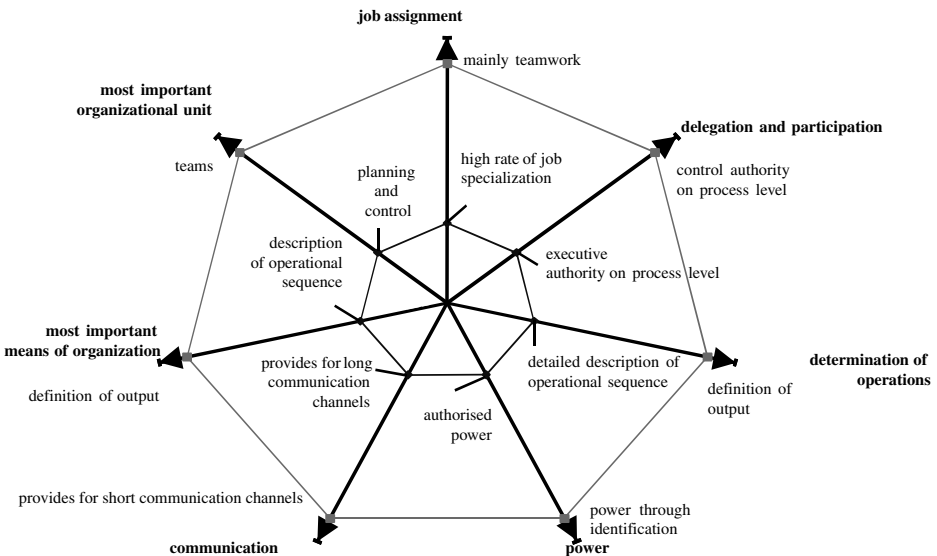 job assignment
mainly teamwork
most important
organizational unit
delegation and participation
teams
control authority
on process level
high rate of job
specialization
planning
and
control
description
of operational
sequence
executive
authority on process level
most important
means of organization
definition of output
provides for long
communication
channels
detailed description of
operational sequence
determination of
operations
definition of
output
authorised
power
provides for short communication channels
power through
identification
communication
power